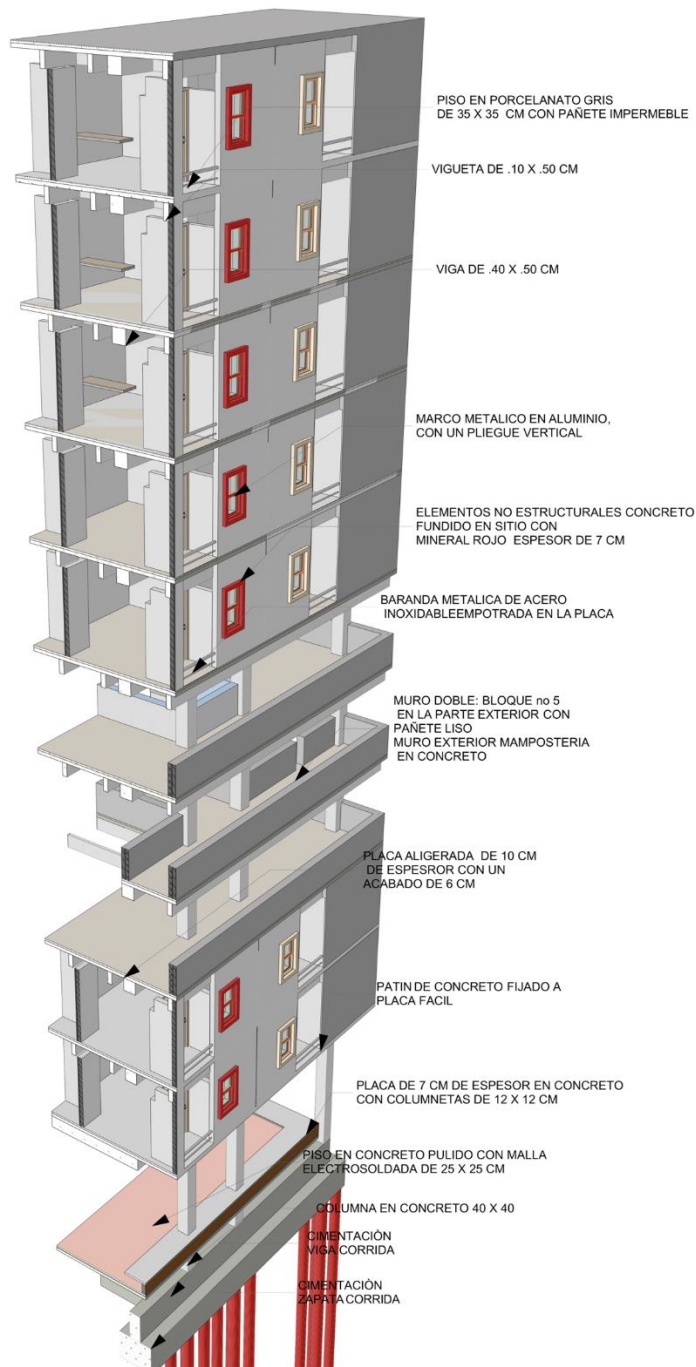 PISO EN PORCELANATO GRIS
DE 35 X 35 CM CON PAÑETE IMPERMEBLE
VIGUETA DE .10 X .50 CM
VIGA DE .40 X .50 CM
MARCO METALICO EN ALUMINIO,
CON UN PLIEGUE VERTICAL
ELEMENTOS NO ESTRUCTURALES CONCRETO
FUNDIDO EN SITIO CON
MINERAL ROJO ESPESOR DE 7 CM
BARANDA METALICA DE ACERO
INOXIDABLEEMPOTRADA EN LA PLACA
MURO DOBLE: BLOQUE no 5
EN LA PARTE EXTERIOR CON
PAÑETE LISO
MURO EXTERIOR MAMPOSTERIA
EN CONCRETO
PLACA ALIGERADA DE 10 CM
DE ESPESROR CON UN
ACABADO DE 6 CM
PATIN DE CONCRETO FIJADO A
PLACA FACIL
PLACA DE 7 CM DE ESPESOR EN CONCRETO
CON COLUMNETAS DE 12 X 12 CM
PISO EN CONCRETO PULIDO CON MALLA
ELECTROSOLDADA DE 25 X 25 CM
COLUMNA EN CONCRETO 40 X 40
CIMENTACIÒN
VIGA CORRIDA
CIMENTACIÒN
ZAPATA CORRIDA